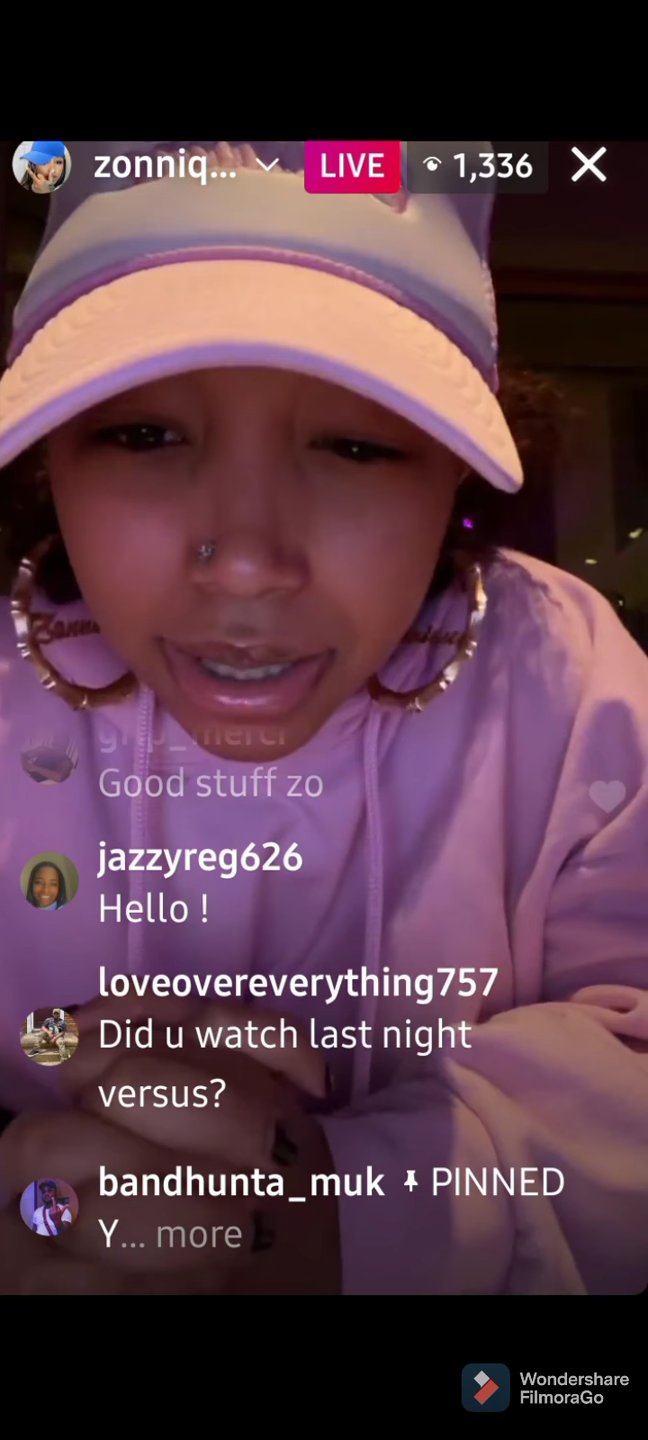 zonniq...
LIVE
1,336
Good stuff zo
jazzyreg626
Hello !
loveovereverything757
Did u watch last night
versus?
bandhunta_muk PINNED
Y... more
Wondershare
FilmoraGo